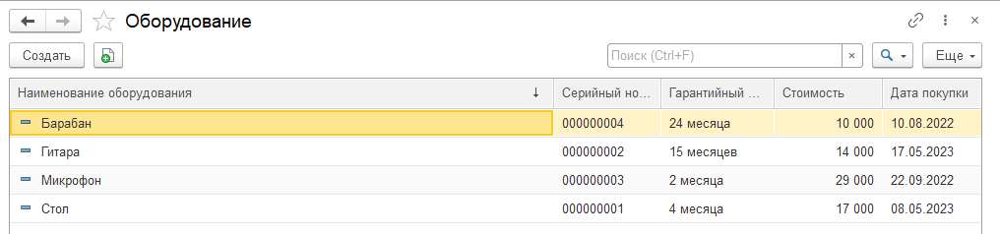 Оборудование
Создать Поиск (Ctrl+F) × Еще
Наименование оборудования ↓ Серийный но... Гарантийный ... Стоимость Дата покупки
Барабан 000000004 24 месяца 10 000 10.08.2022
Гитара 000000002 15 месяцев 14 000 17.05.2023
Микрофон 000000003 2 месяца 29 000 22.09.2022
Стол 000000001 4 месяца 17 000 08.05.2023